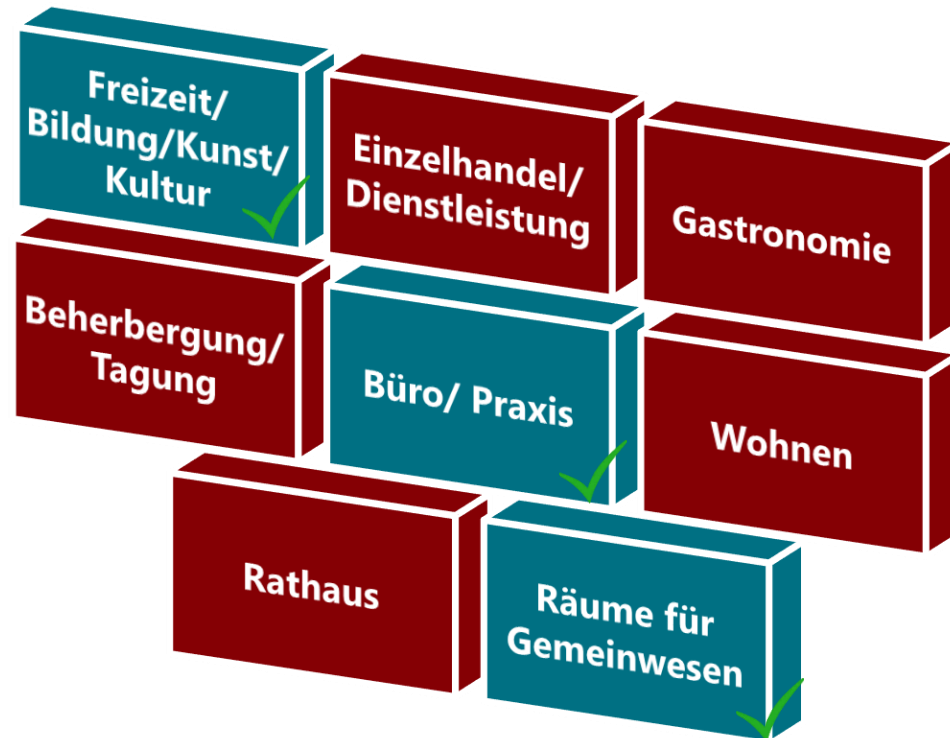 Freizeit/
Bildung/Kunst/
Kultur
Einzelhandel/
Dienstleistung
Gastronomie
Beherbergung/
Tagung
Büro/ Praxis
Wohnen
Rathaus
Räume für
Gemeinwesen